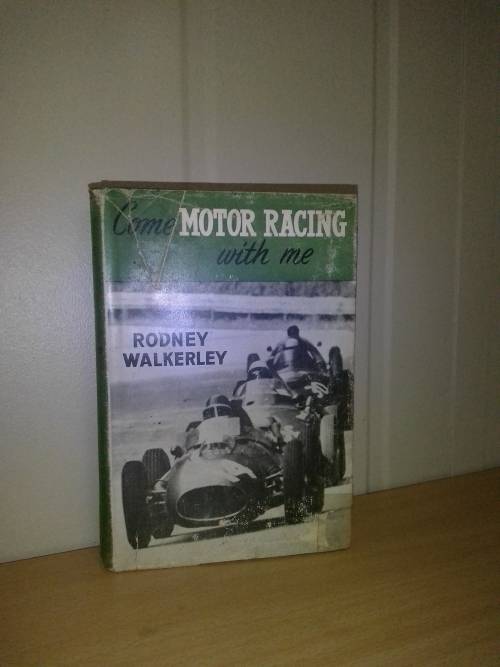 Come MOTOR RACING
with me
RODNEY
WALKERLEY